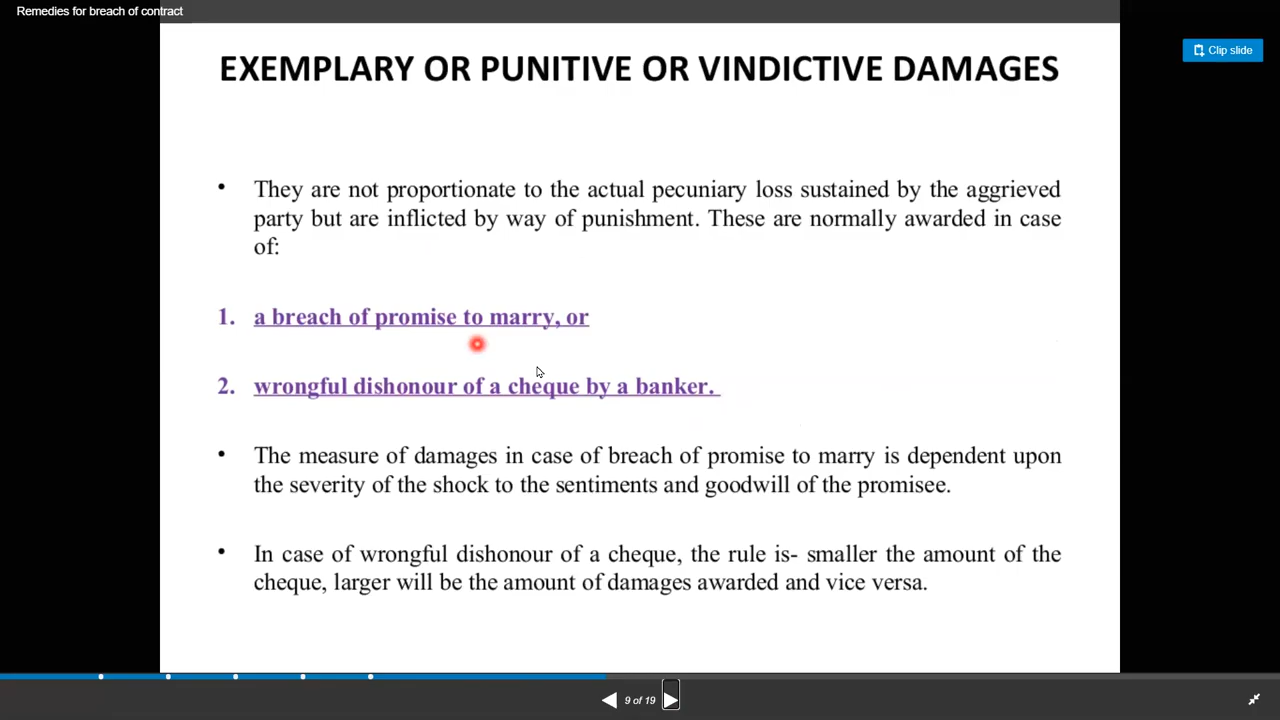 Remedies for breach of contract
Clip slide
EXEMPLARY OR PUNITIVE OR VINDICTIVE DAMAGES
• They are not proportionate to the actual pecuniary loss sustained by the aggrieved
party but are inflicted by way of punishment. These are normally awarded in case
of:
1. a breach of promise to marry, or
2. wrongful dishonour of a cheque by a banker.
• The measure of damages in case of breach of promise to marry is dependent upon
the severity of the shock to the sentiments and goodwill of the promisee.
• In case of wrongful dishonour of a cheque, the rule is- smaller the amount of the
cheque, larger will be the amount of damages awarded and vice versa.
9 of 19